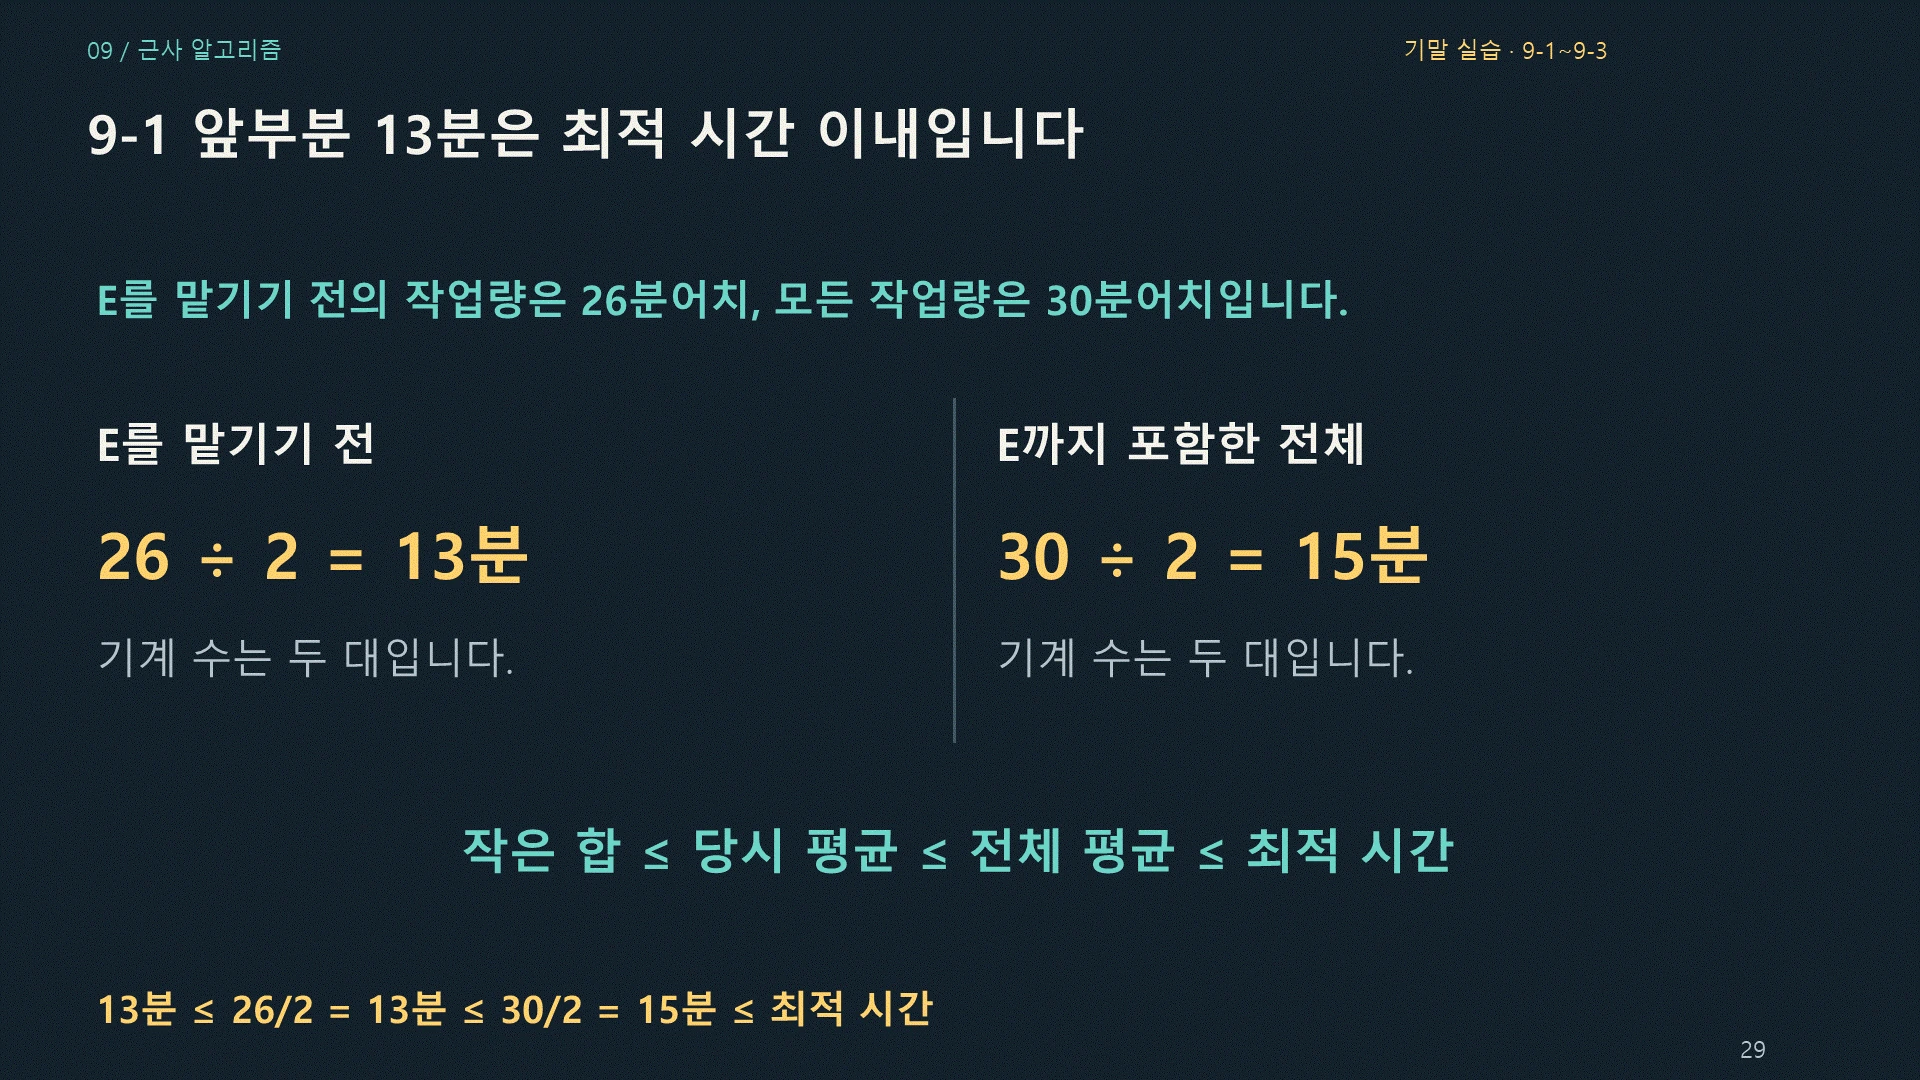 09 / 근사 알고리즘
기말 실습 · 9-1~9-3
9-1 앞부분 13분은 최적 시간 이내입니다
E를 맡기기 전의 작업량은 26분어치, 모든 작업량은 30분어치입니다.
E를 맡기기 전
26 ÷ 2 = 13분
기계 수는 두 대입니다.
E까지 포함한 전체
30 ÷ 2 = 15분
기계 수는 두 대입니다.
작은 합 ≤ 당시 평균 ≤ 전체 평균 ≤ 최적 시간
13분 ≤ 26/2 = 13분 ≤ 30/2 = 15분 ≤ 최적 시간
29